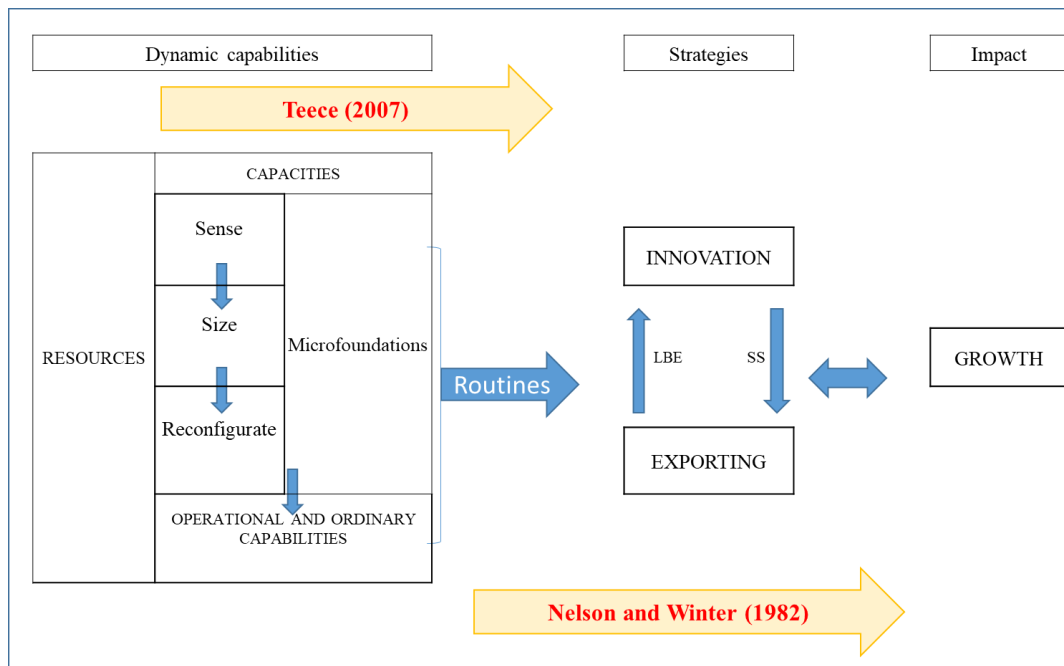 Dynamic capabilities
Strategies
Impact
Teece (2007)
CAPACITIES
Sense
Size
Reconfigurate
RESOURCES
Microfoundations
OPERATIONAL AND ORDINARY
CAPABILITIES
Routines
INNOVATION
LBE
SS
EXPORTING
GROWTH
Nelson and Winter (1982)